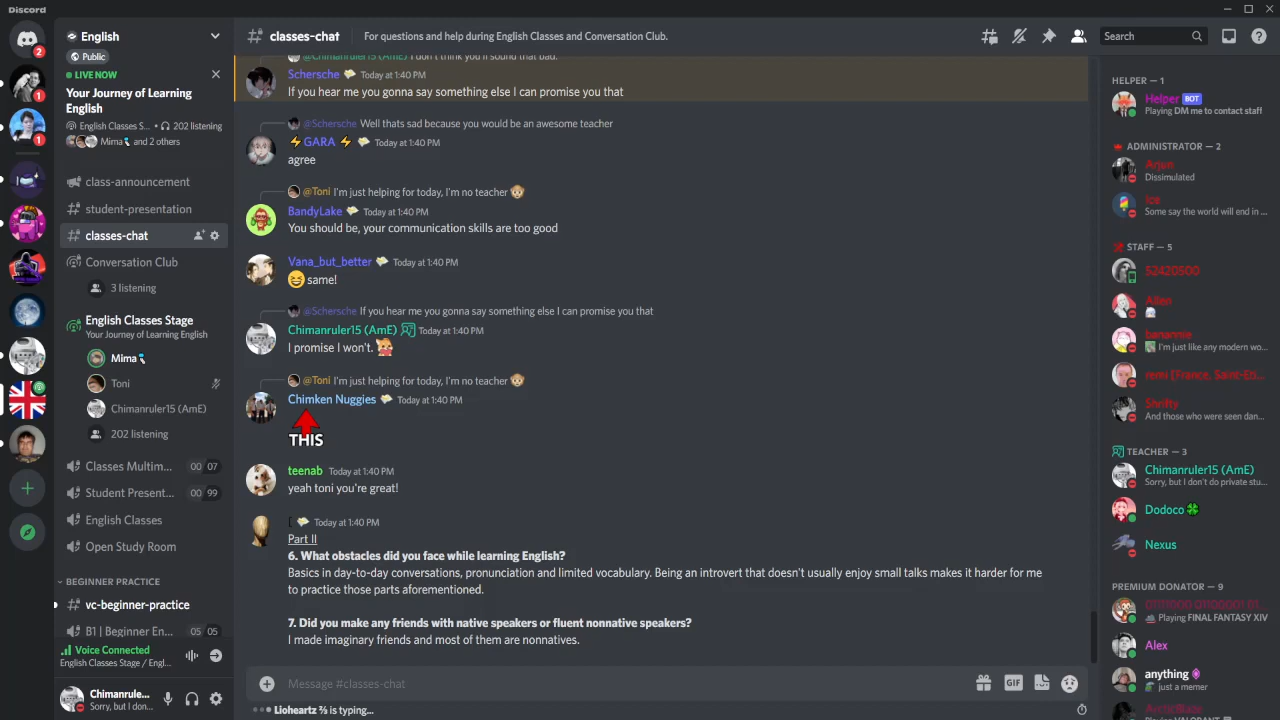 Discord
English
Public
LIVE NOW
Your Journey of Learning
English
English Classes S... • 202 listening
Mima and 2 others
class-announcement
student-presentation
classes-chat
Conversation Club
3 listening
English Classes Stage
Your Journey of Learning English
Mima
Toni
Chimanruler15 (AmE)
202 listening
Classes Multim... 00 07
Student Present... 00 99
English Classes
Open Study Room
BEGINNER PRACTICE
vc-beginner-practice
B1 | Beginner En... 05 05
Voice Connected
English Classes Stage / Engl...
Chimanrule...
Sorry, but I don...
2
1
1
classes-chat For questions and help during English Classes and Conversation Club.
Search
@Chimanruler15 (AmE) I don't think you'll sound that bad.
Schersche Today at 1:40 PM
If you hear me you gonna say something else I can promise you that
@Schersche Well thats sad because you would be an awesome teacher
⚡GARA ⚡ Today at 1:40 PM
agree
@Toni I'm just helping for today, I'm no teacher 🙊
BandyLake Today at 1:40 PM
You should be, your communication skills are too good
Vana_but_better Today at 1:40 PM
😆 same!
@Schersche If you hear me you gonna say something else I can promise you that
Chimanruler15 (AmE) Today at 1:40 PM
I promise I won't.
@Toni I'm just helping for today, I'm no teacher 🙊
Chimken Nuggies Today at 1:40 PM
THIS
teenab Today at 1:40 PM
yeah toni you're great!
[ Today at 1:40 PM
Part II
6. What obstacles did you face while learning English?
Basics in day-to-day conversations, pronunciation and limited vocabulary. Being an introvert that doesn't usually enjoy small talks makes it harder for me
to practice those parts aforementioned.
7. Did you make any friends with native speakers or fluent nonnative speakers?
I made imaginary friends and most of them are nonnatives.
Message #classes-chat
GIF
Lioheartz ⅔ is typing...
HELPER — 1
Helper BOT
Playing DM me to contact staff
ADMINISTRATOR — 2
Arjun
Dissimulated
Ice
Some say the world will end in ...
STAFF — 5
52420500
Allen
banannie
I'm just like any modern wo...
remi [France, Saint-Eti...
Shrifty
And those who were seen dan...
TEACHER — 3
Chimanruler15 (AmE)
Sorry, but I don't do private stu...
Dodoco🍀
Nexus
PREMIUM DONATOR — 9
Playing FINAL FANTASY XIV
Alex
anything
just a memer